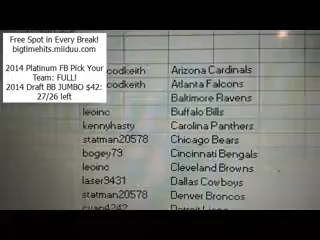 Free Spot in Every Break!
bigtimehits.miiduu.com
2014 Platinum FB Pick Your
Team: FULL!
2014 Draft BB JUMBO $42:
27/26 left
Arizona Cardinals
Atlanta Falcons
Baltimore Ravens
leoinc Buffalo Bills
kennyhasty Carolina Panthers
statman20578 Chicago Bears
bogey79 Cincinnati Bengals
leoinc Cleveland Browns
laser9431 Dallas Cowboys
statman20578 Denver Broncos